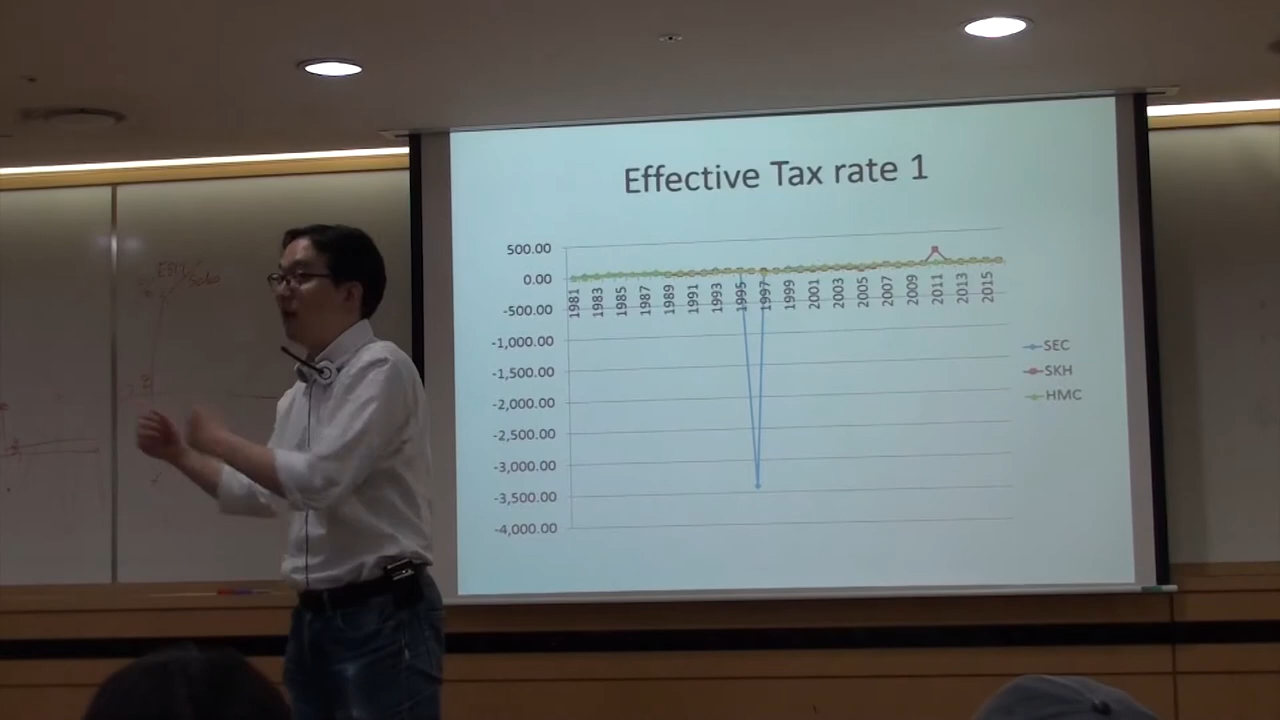 Effective Tax rate 1
500.00
0.00
-500.00
-1,000.00
-1,500.00
-2,000.00
-2,500.00
-3,000.00
-3,500.00
-4,000.00
1981 1983 1985 1987 1989 1991 1993 1995 1997 1999 2001 2003 2005 2007 2009 2011 2013 2015
SEC
SKH
HMC